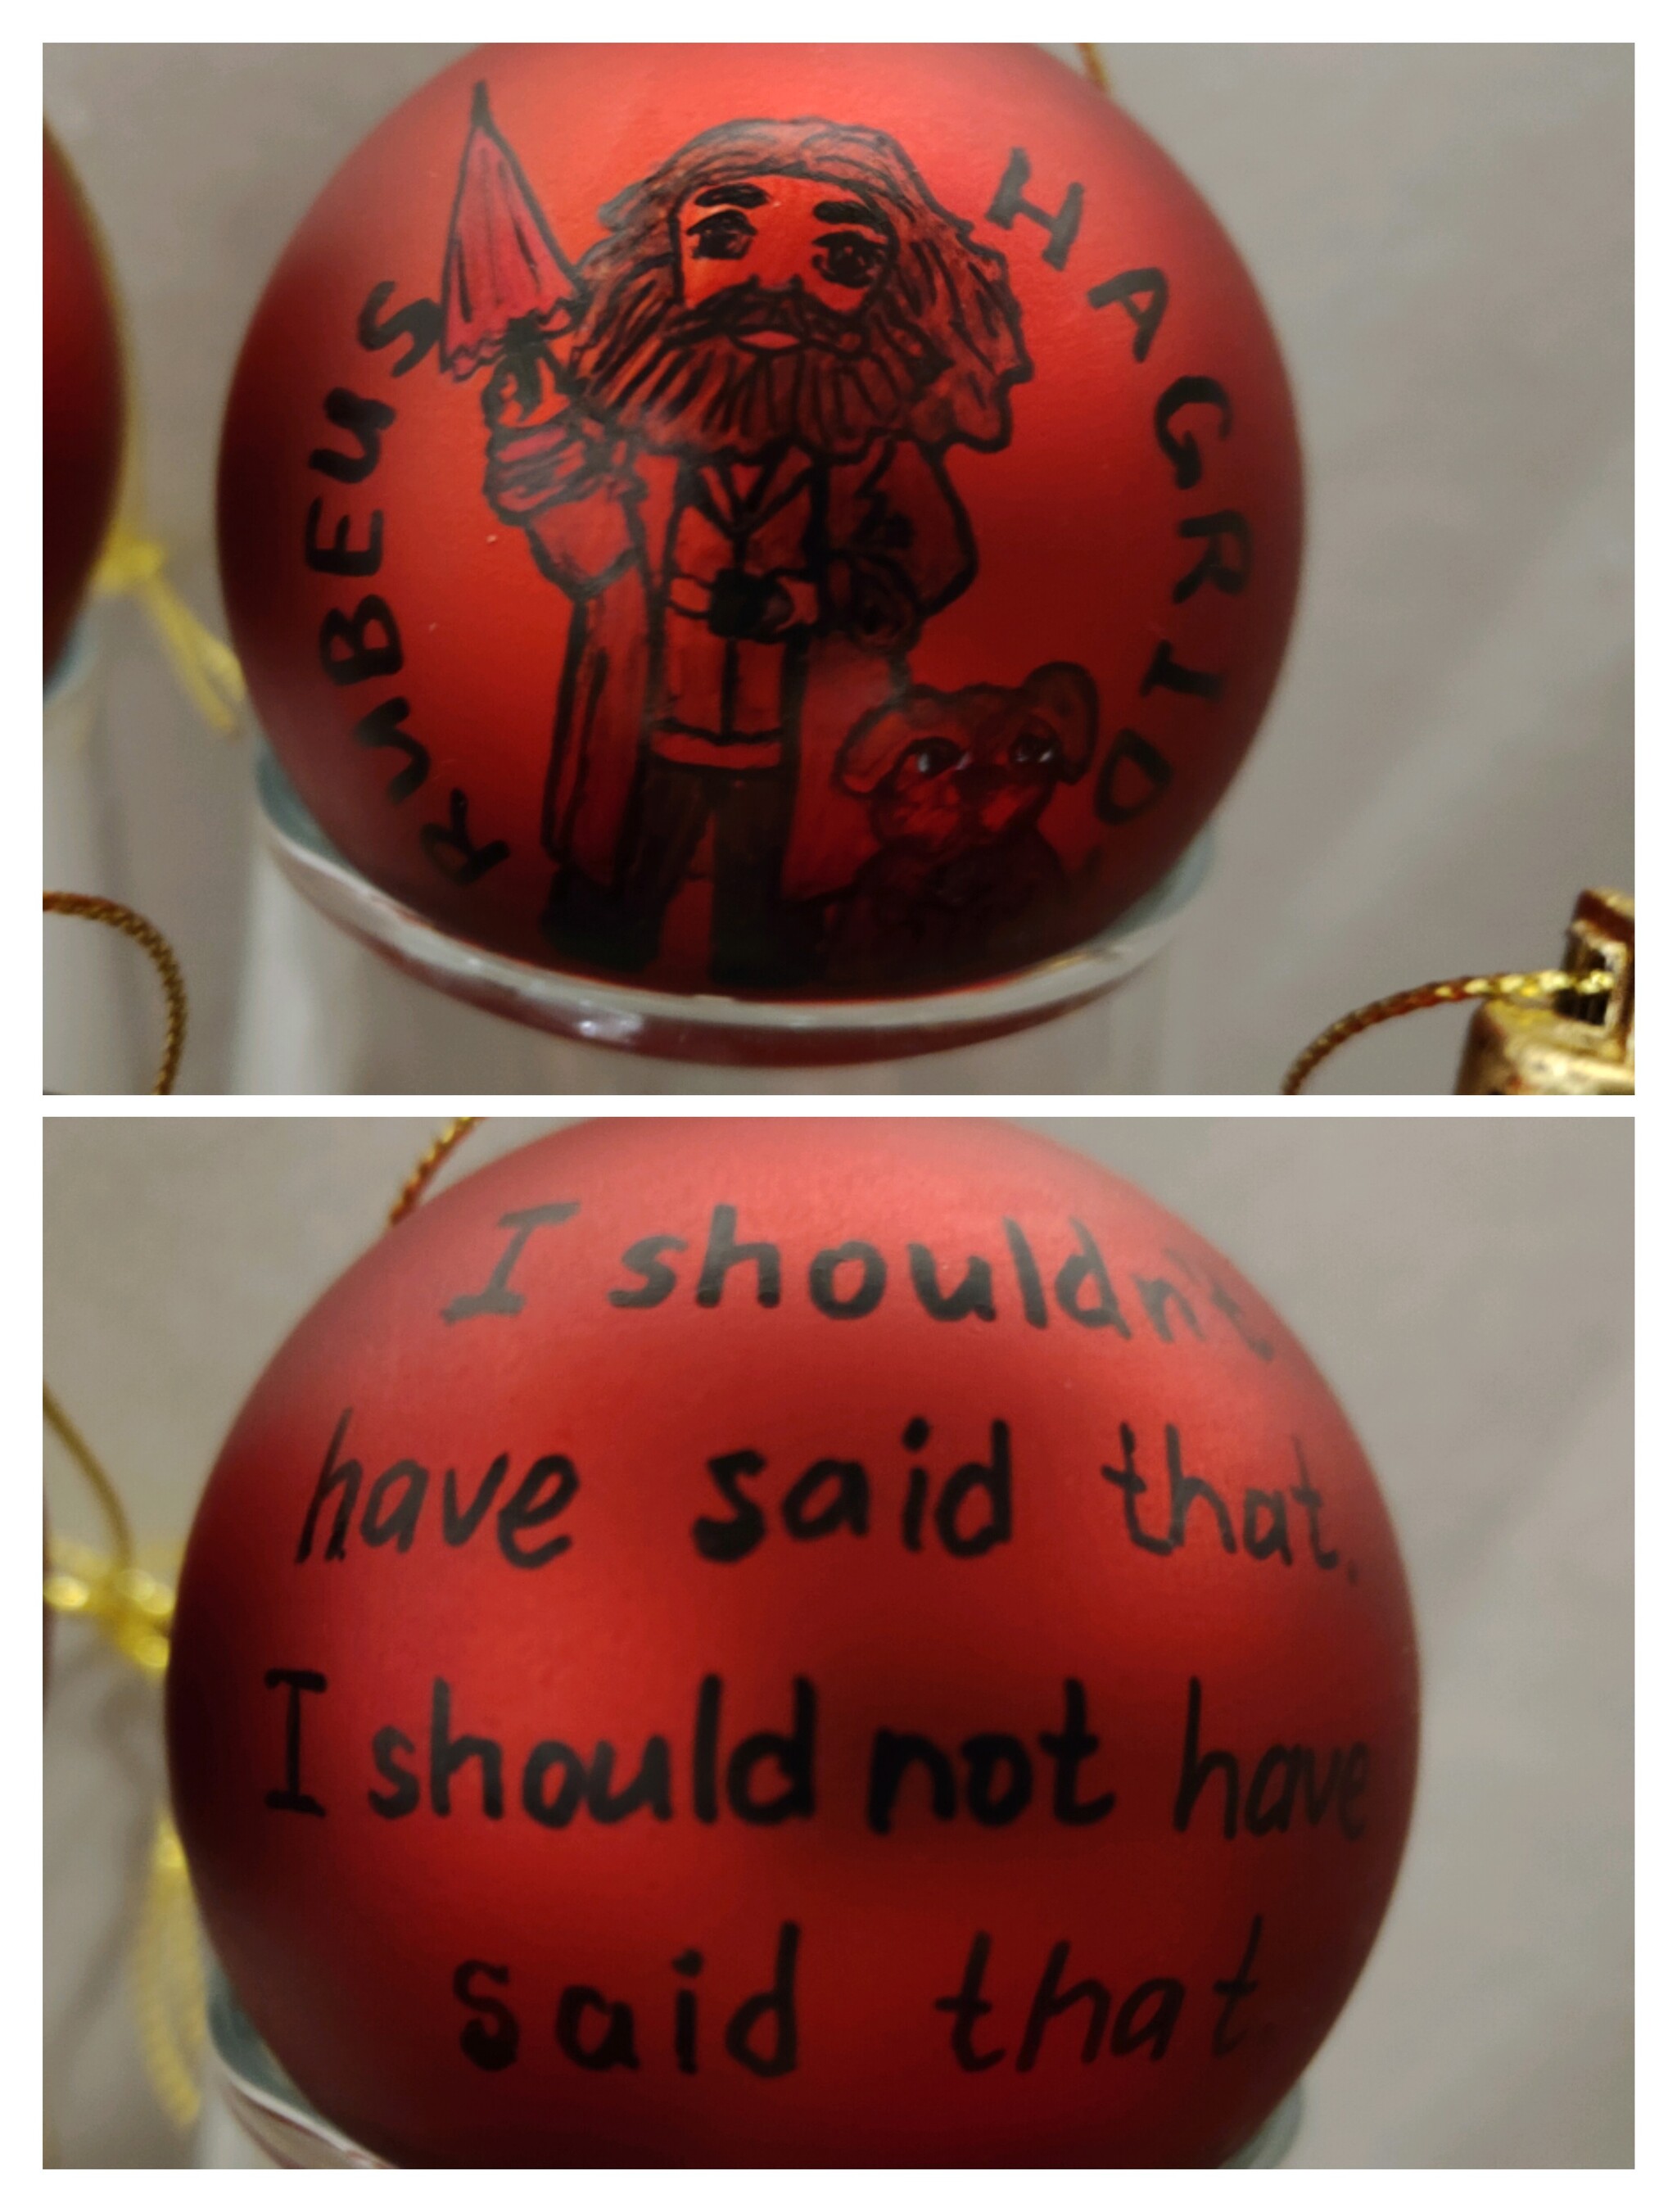 RUBEUS HAGRID
I shouldn't
have said that.
I should not have
said that.